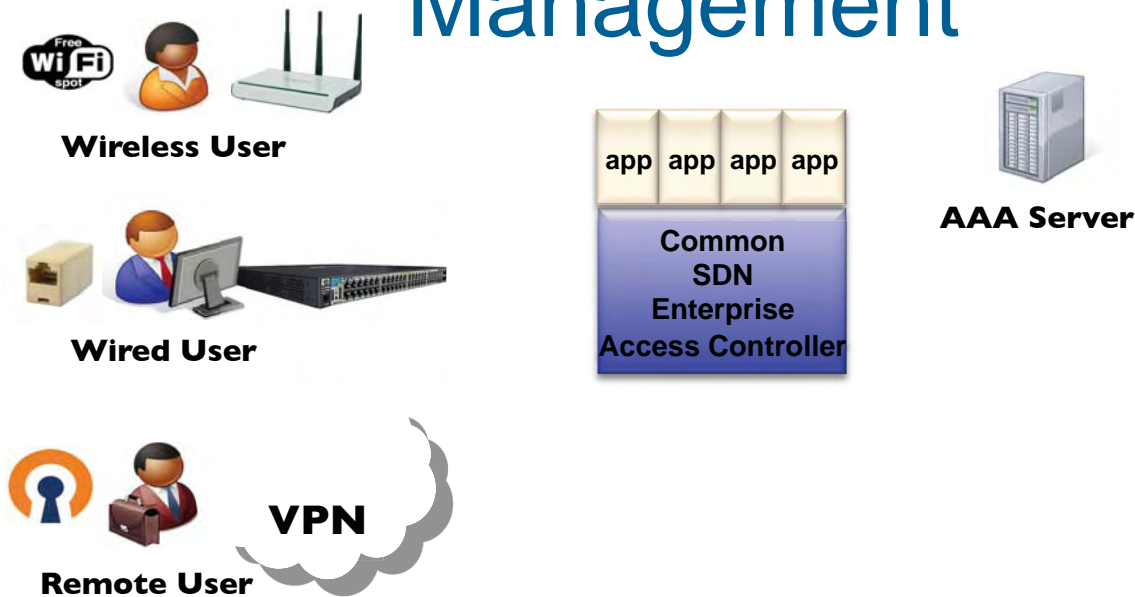 Management
Free
Wi Fi
spot
Wireless User
app app app app
AAA Server
Common
SDN
Enterprise
Access Controller
Wired User
VPN
Remote User